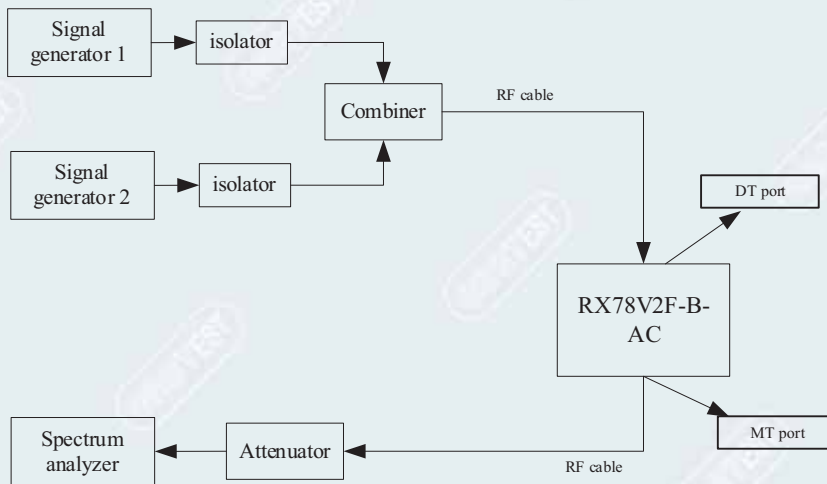 Signal
generator 1
isolator
Combiner
RF cable
Signal
generator 2
isolator
DT port
RX78V2F-B-
AC
MT port
Spectrum
analyzer
Attenuator
RF cable